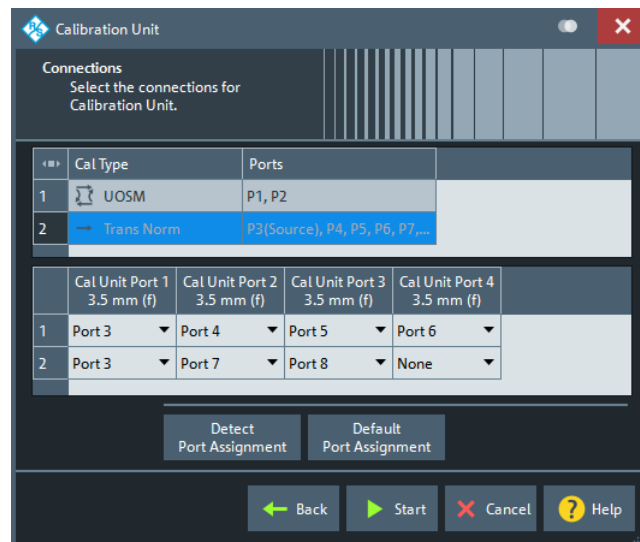 Calibration Unit
Connections
Select the connections for
Calibration Unit.
Cal Type Ports
1 UOSM P1, P2
2 Trans Norm P3(Source), P4, P5, P6, P7,...
Cal Unit Port 1 Cal Unit Port 2 Cal Unit Port 3 Cal Unit Port 4
3.5 mm (f) 3.5 mm (f) 3.5 mm (f) 3.5 mm (f)
1 Port 3 Port 4 Port 5 Port 6
2 Port 3 Port 7 Port 8 None
Detect Default
Port Assignment Port Assignment
Back Start Cancel ? Help